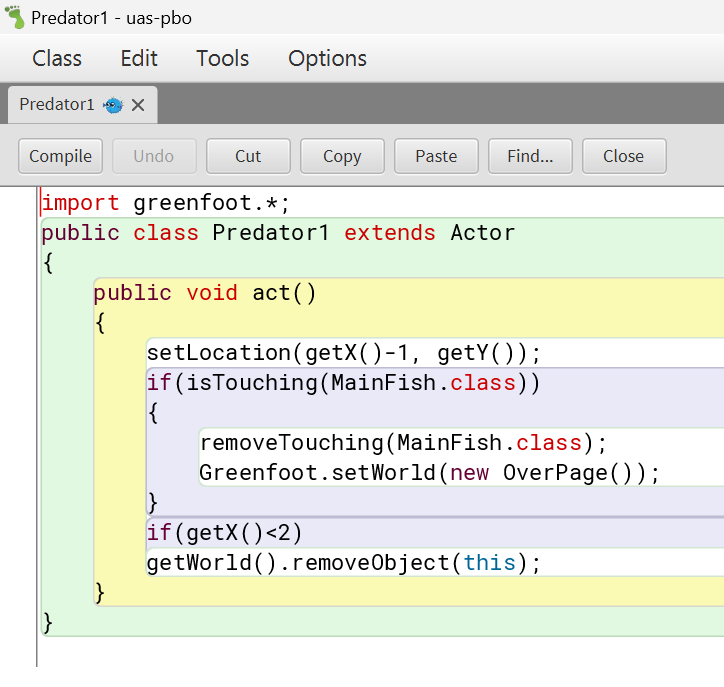 Predator1 - uas-pbo
Class Edit Tools Options
Predator1
Compile Undo Cut Copy Paste Find... Close
import greenfoot.*;
public class Predator1 extends Actor
{
public void act()
{
setLocation(getX()-1, getY());
if(isTouching(MainFish.class))
{
removeTouching(MainFish.class);
Greenfoot.setWorld(new OverPage());
}
if(getX()<2)
getWorld().removeObject(this);
}
}